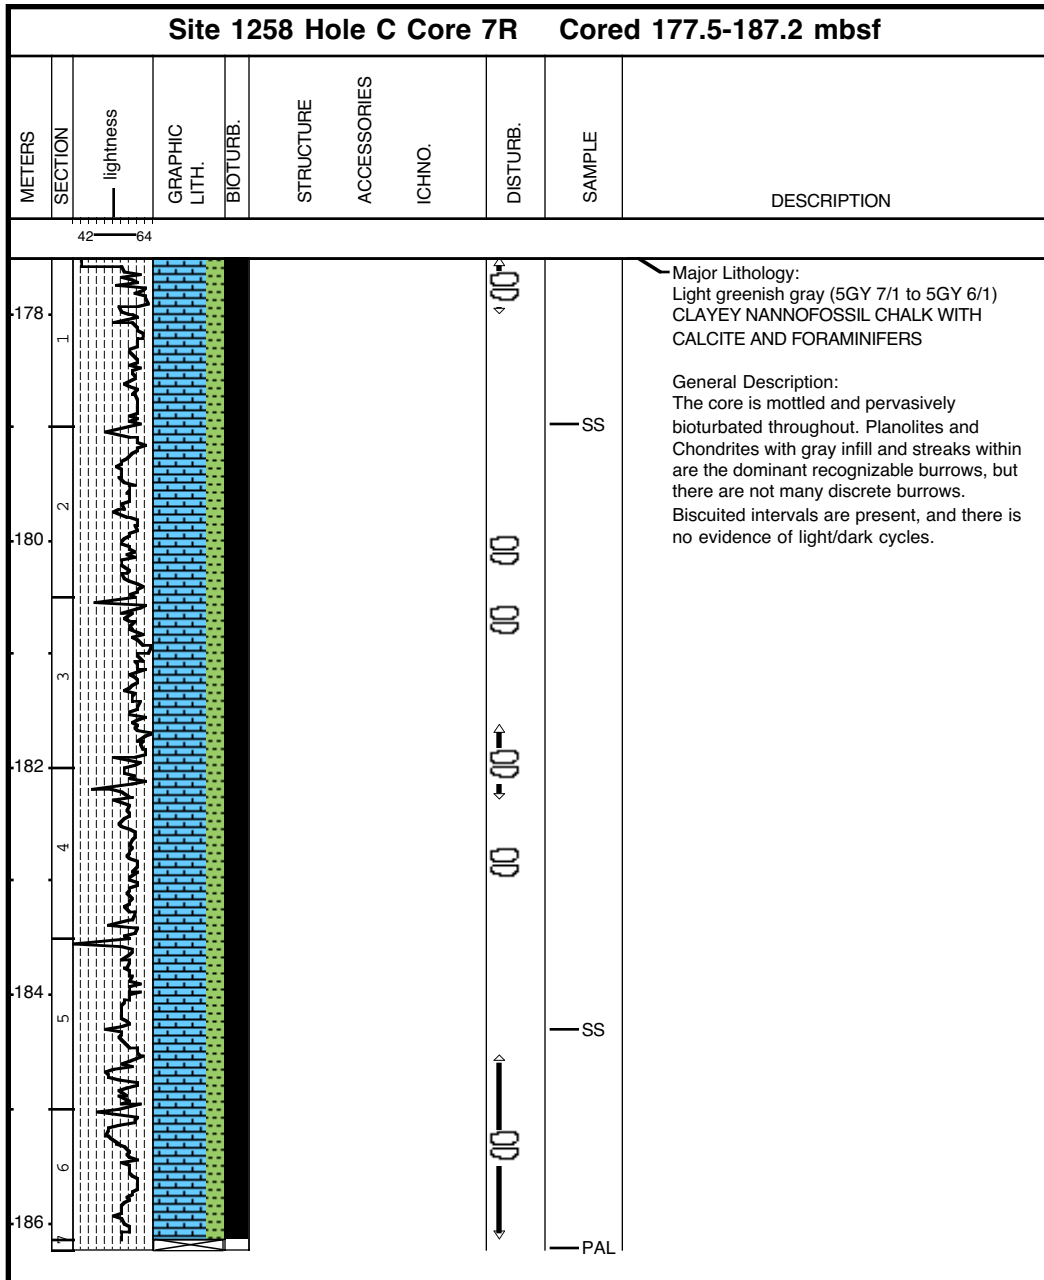 Site 1258 Hole C Core 7R Cored 177.5-187.2 mbsf
METERS
SECTION
lightness
GRAPHIC
LITH.
BIOTURB.
STRUCTURE
ACCESSORIES
ICHNO.
DISTURB.
SAMPLE
DESCRIPTION
42 64
Major Lithology:
Light greenish gray (5GY 7/1 to 5GY 6/1)
CLAYEY NANNOFOSSIL CHALK WITH
CALCITE AND FORAMINIFERS
General Description:
The core is mottled and pervasively
bioturbated throughout. Planolites and
Chondrites with gray infill and streaks within
are the dominant recognizable burrows, but
there are not many discrete burrows.
Biscuited intervals are present, and there is
no evidence of light/dark cycles.
178
1
SS
2
180
3
182
4
184
5
SS
6
186
7
PAL